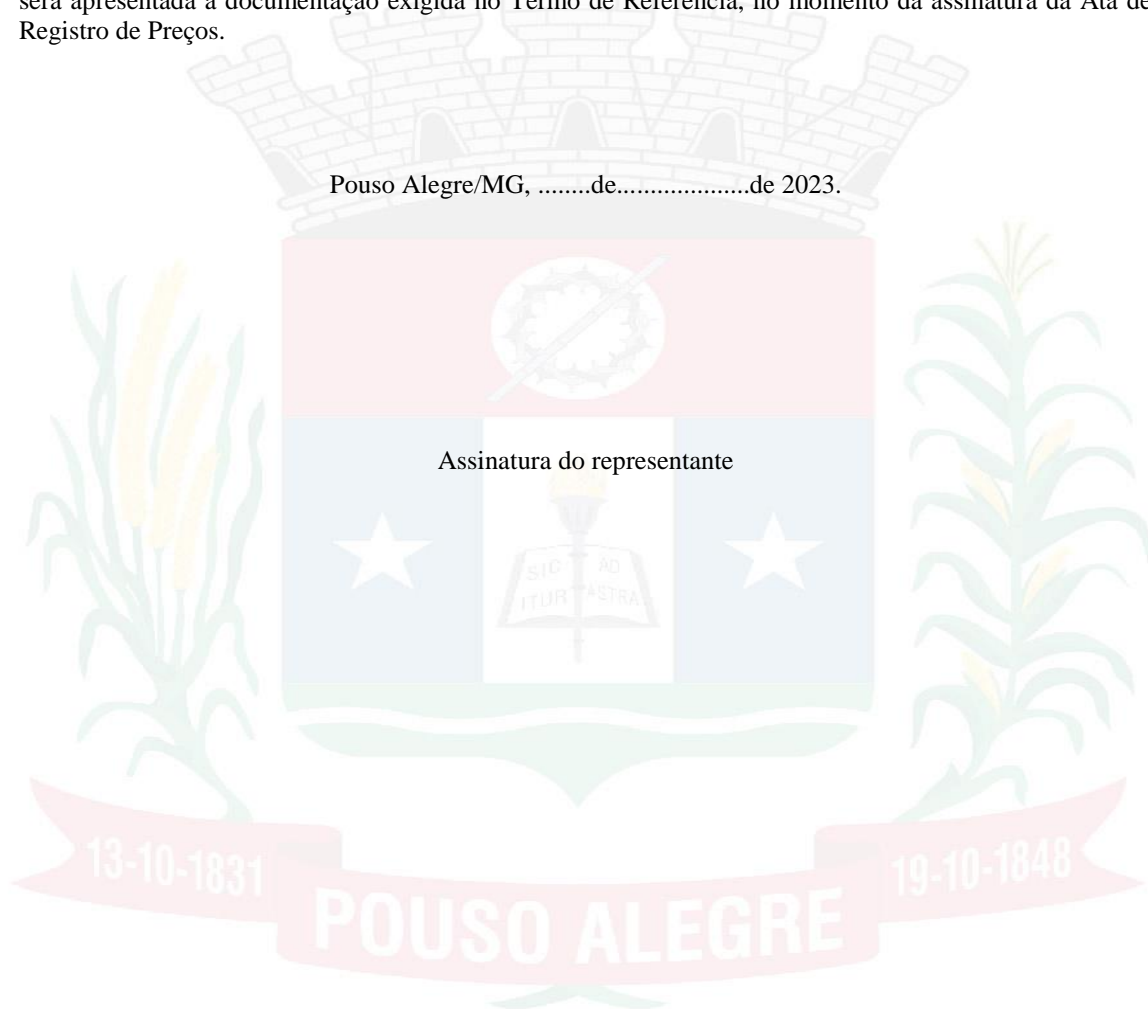 será apresentada a documentação exigida no Termo de Referência, no momento da assinatura da Ata de
Registro de Preços.
Pouso Alegre/MG, ........de....................de 2023.
Assinatura do representante
SIC AD
ITUR ASTRA
13-10-1831
19-10-1848
POUSO ALEGRE